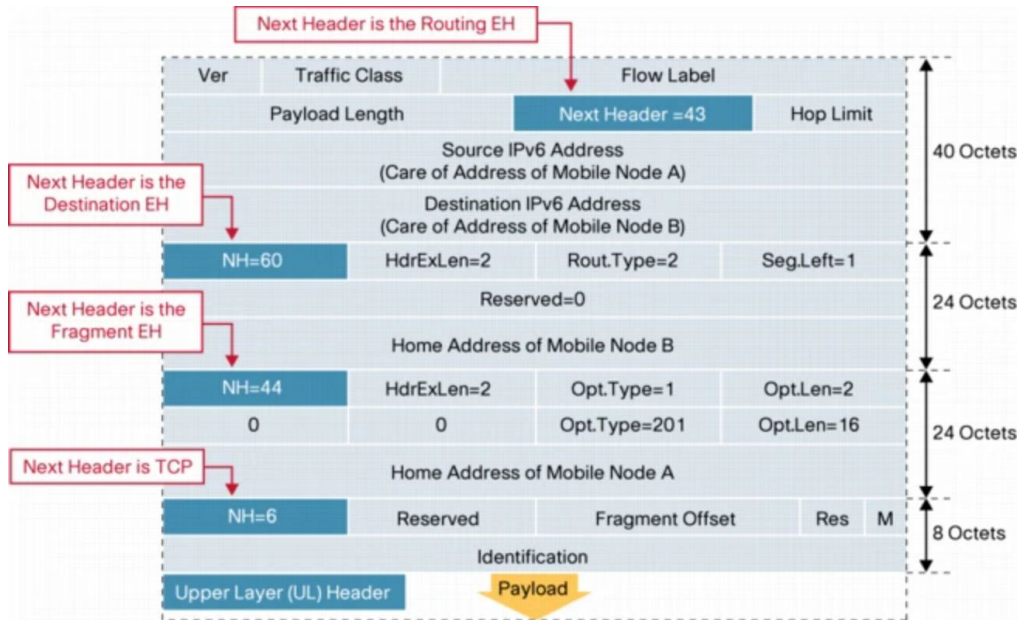 Next Header is the Routing EH
Ver Traffic Class Flow Label
Payload Length Next Header =43 Hop Limit
Source IPv6 Address
(Care of Address of Mobile Node A)
40 Octets
Next Header is the
Destination EH
Destination IPv6 Address
(Care of Address of Mobile Node B)
NH=60 HdrExLen=2 Rout.Type=2 Seg.Left=1
Reserved=0
24 Octets
Next Header is the
Fragment EH
Home Address of Mobile Node B
NH=44 HdrExLen=2 Opt.Type=1 Opt.Len=2
0 0 Opt.Type=201 Opt.Len=16
24 Octets
Next Header is TCP
Home Address of Mobile Node A
NH=6 Reserved Fragment Offset Res M
8 Octets
Identification
Upper Layer (UL) Header
Payload